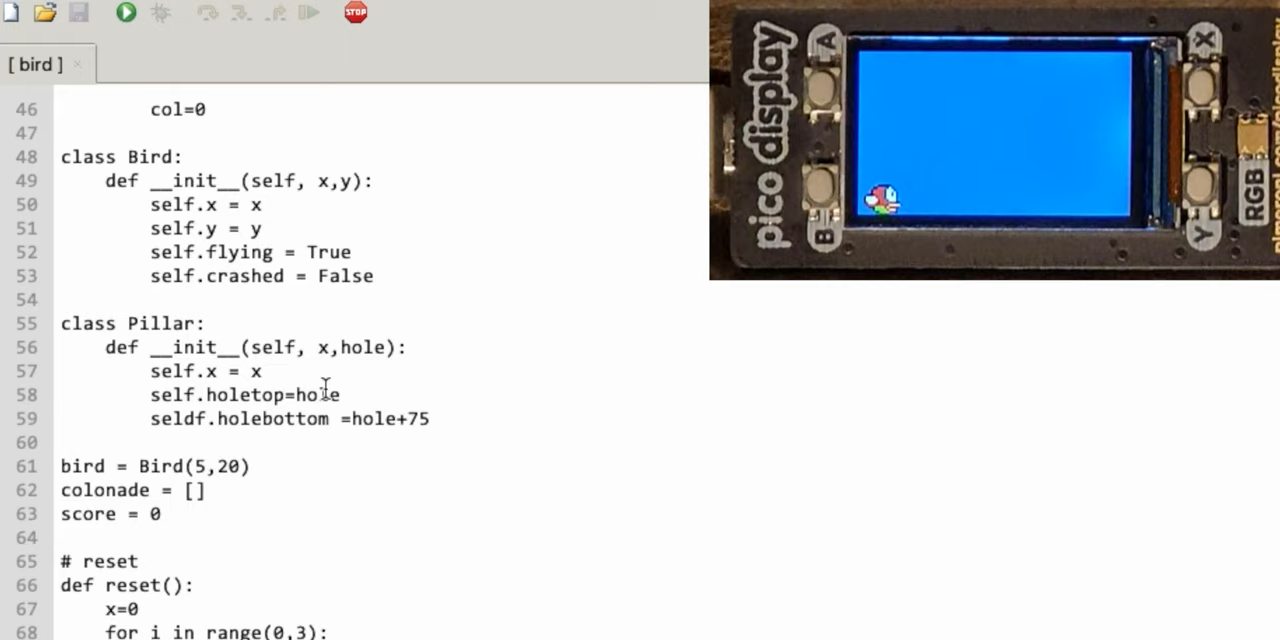 STOP
[ bird ] ×
46 col=0
47
48 class Bird:
49 def __init__(self, x,y):
50 self.x = x
51 self.y = y
52 self.flying = True
53 self.crashed = False
54
55 class Pillar:
56 def __init__(self, x,hole):
57 self.x = x
58 self.holetop=hole
59 seldf.holebottom =hole+75
60
61 bird = Bird(5,20)
62 colonade = []
63 score = 0
64
65 # reset
66 def reset():
67 x=0
68 for i in range(0,3):
pico display
A
B
X
Y
RGB